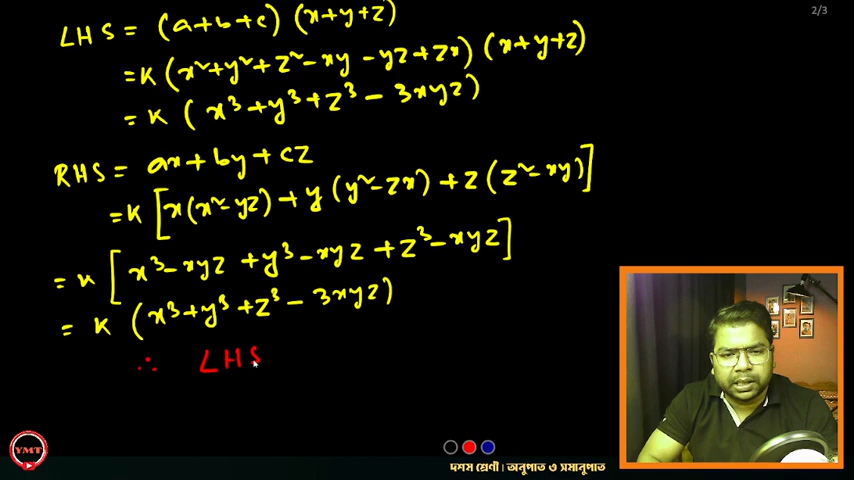 2/3
LHS = (a+b+c) (x+y+z)
= K (x²+y²+z²-xy-yz+zx) (x+y+z)
= K (x³+y³+z³-3xyz)
RHS = ax+by+cz
= K [x(x²-yz)+y(y²-zx)+z(z²-xy)]
= K [x³-xyz+y³-xyz+z³-xyz]
= K (x³+y³+z³-3xyz)
∴ LHS
YMT
দশম শ্রেণী | অনুপাত ও সমানুপাত